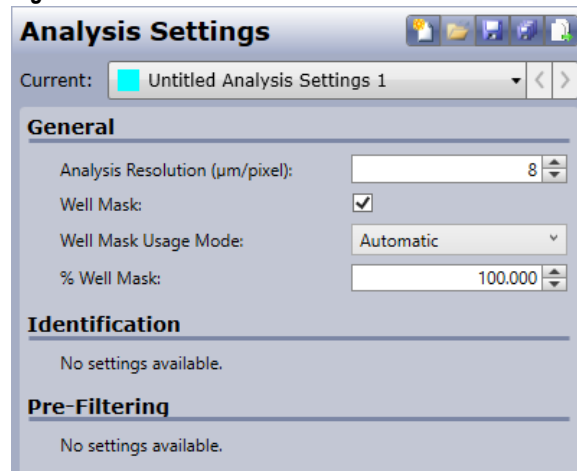 Analysis Settings
Current: Untitled Analysis Settings 1
General
Analysis Resolution (µm/pixel): 8
Well Mask:
Well Mask Usage Mode: Automatic
% Well Mask: 100.000
Identification
No settings available.
Pre-Filtering
No settings available.